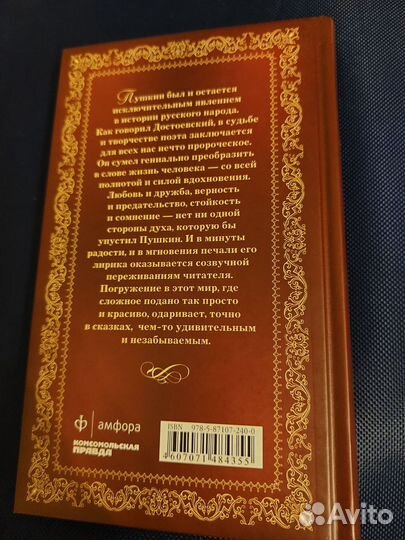 Пушкин был и остается
исключительным явлением
в истории русского народа.
Как говорил Достоевский, в судьбе
и творчестве поэта заключается
для всех нас нечто пророческое.
Он сумел гениально преобразить
в слове жизнь человека — со всей
полнотой и силой вдохновения.
Любовь и дружба, верность
и предательство, стойкость
и сомнение — нет ни одной
стороны духа, которую бы
упустил Пушкин. И в минуты
радости, и в мгновения печали его
лирика оказывается созвучной
переживаниям читателя.
Погружение в этот мир, где
сложное подано так просто
и красиво, одаривает, точно
в сказках, чем-то удивительным
и незабываемым.
ф амфора
КОМСОМОЛЬСКАЯ
ПРАВДА
ISBN 978-5-87107-240-0
4607071484355
Avito